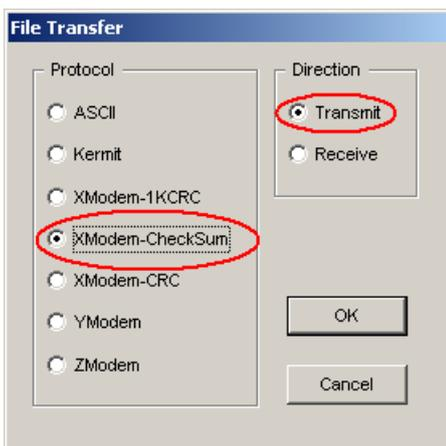 File Transfer
Protocol
ASCII
Kermit
XModem-1KCRC
XModem-CheckSum
XModem-CRC
YModem
ZModem
Direction
Transmit
Receive
OK
Cancel